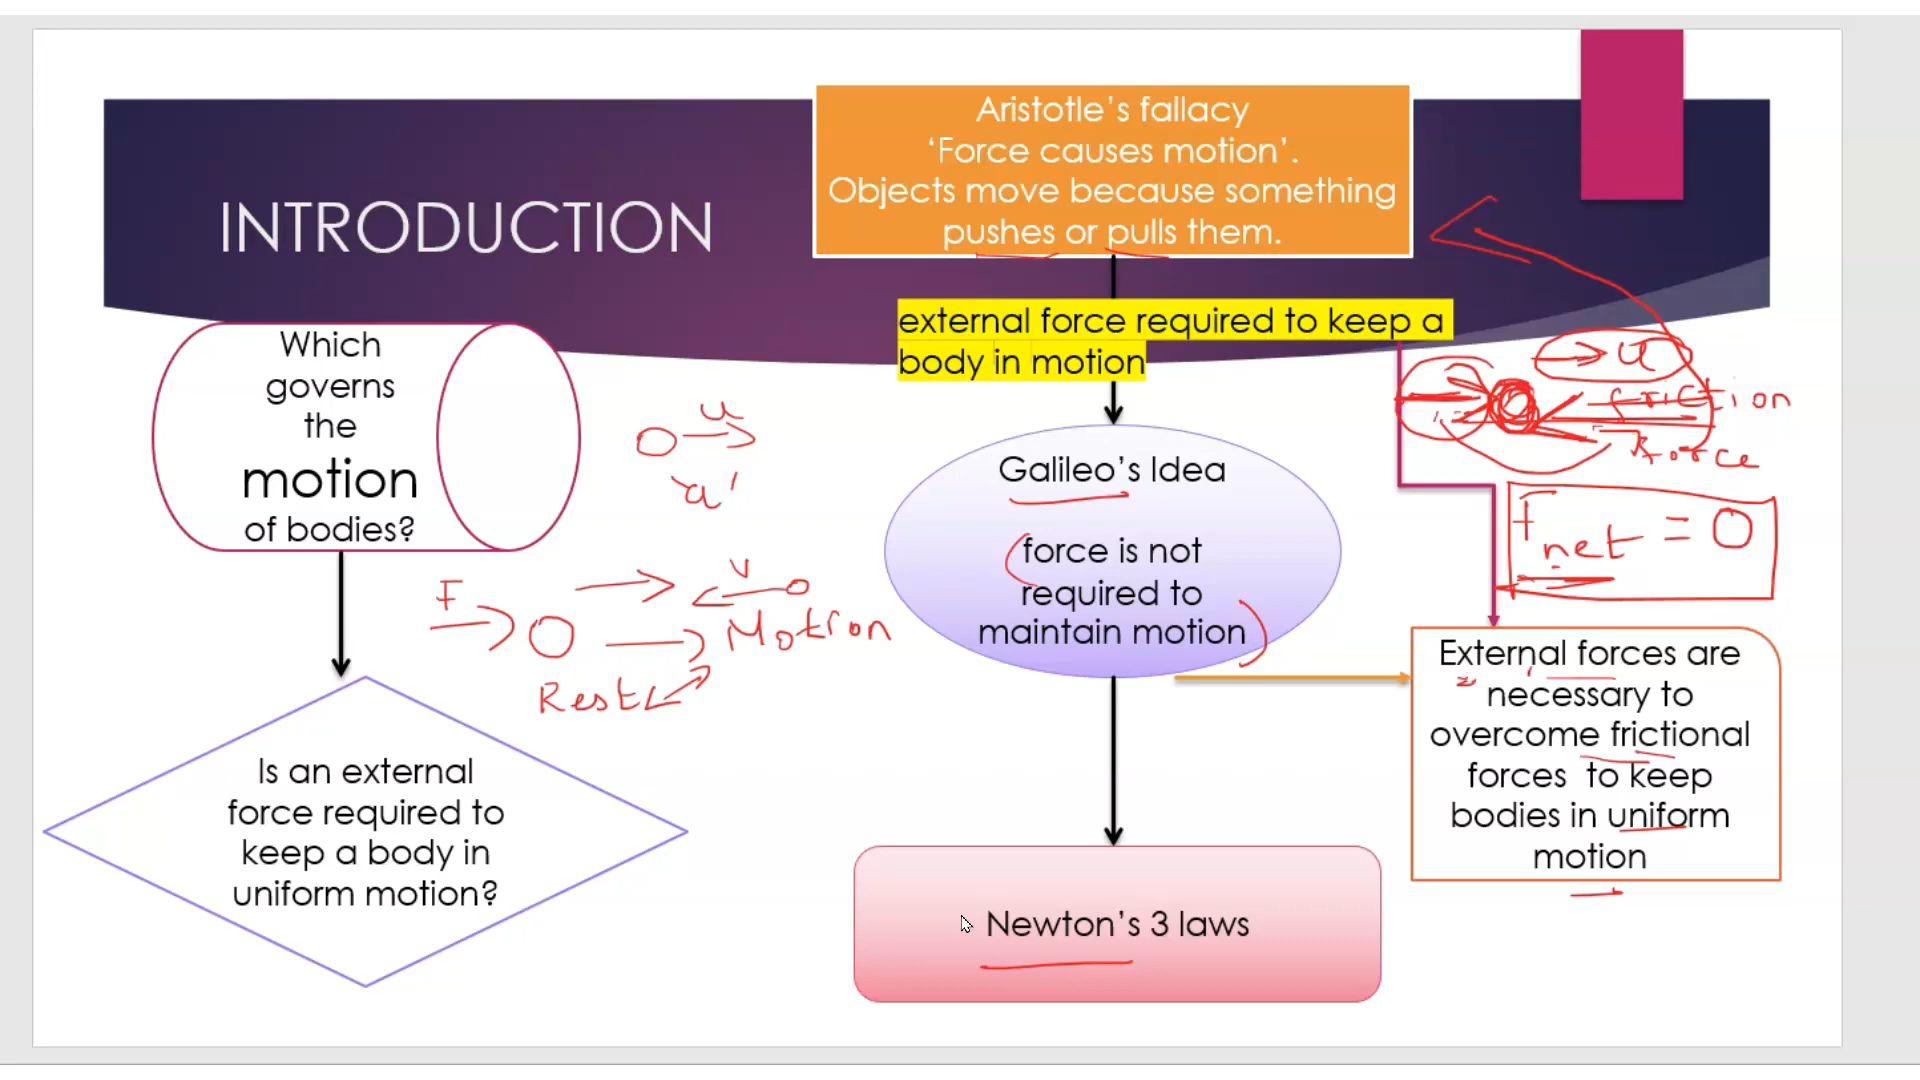 INTRODUCTION
Aristotle’s fallacy
‘Force causes motion’.
Objects move because something
pushes or pulls them.
external force required to keep a
body in motion
Which
governs
the
motion
of bodies?
u
'a'
F
v
Motion
Rest
Galileo’s Idea
force is not
required to
maintain motion
u
friction
force
Fnet = 0
External forces are
necessary to
overcome frictional
forces to keep
bodies in uniform
motion
Is an external
force required to
keep a body in
uniform motion?
Newton’s 3 laws